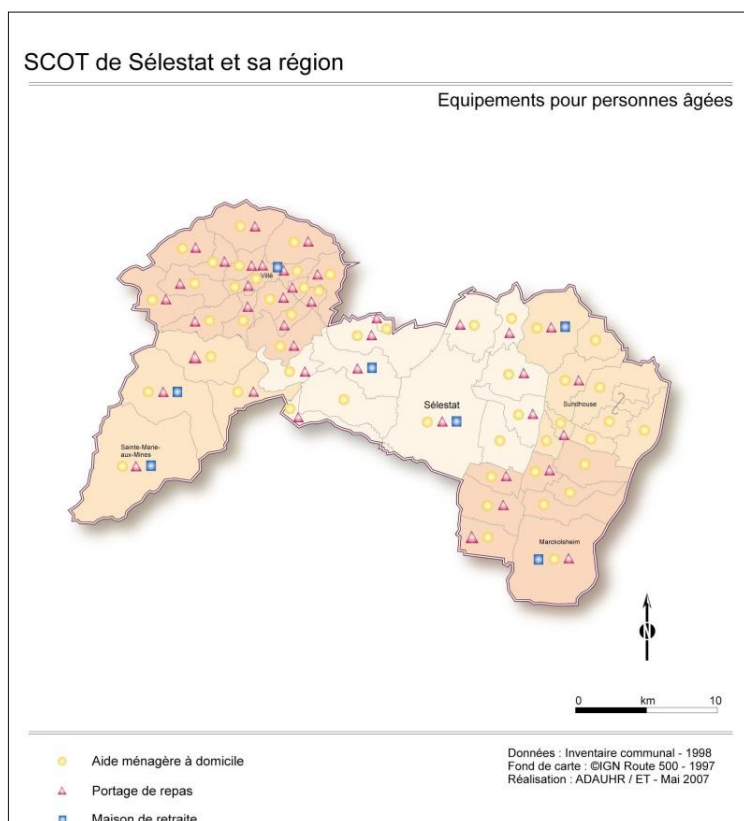 SCOT de Sélestat et sa région
Equipements pour personnes âgées
Villé
Sélestat
Sundhouse
Sainte-Marie-
aux-Mines
Marckolsheim
N
0 km 10
Aide ménagère à domicile
Portage de repas
Maison de retraite
Données : Inventaire communal - 1998
Fond de carte : ©IGN Route 500 - 1997
Réalisation : ADAUHR / ET - Mai 2007